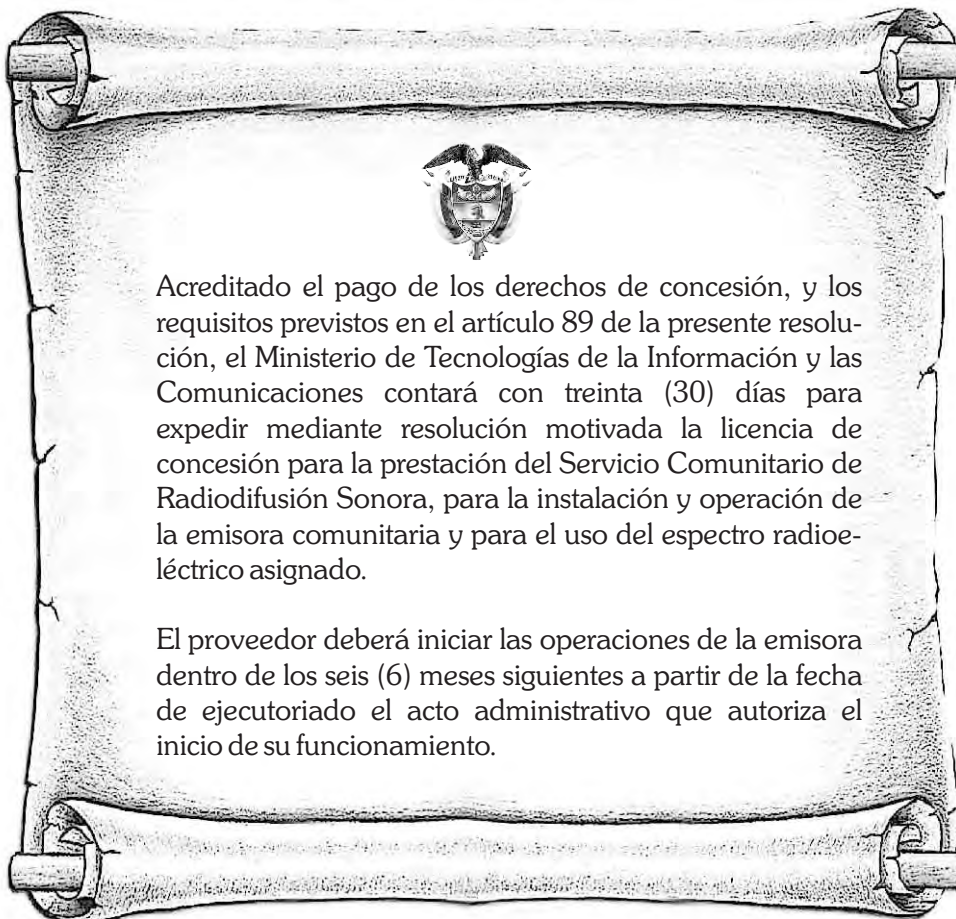 Acreditado el pago de los derechos de concesión, y los
requisitos previstos en el artículo 89 de la presente resolu-
ción, el Ministerio de Tecnologías de la Información y las
Comunicaciones contará con treinta (30) días para
expedir mediante resolución motivada la licencia de
concesión para la prestación del Servicio Comunitario de
Radiodifusión Sonora, para la instalación y operación de
la emisora comunitaria y para el uso del espectro radioe-
léctrico asignado.
El proveedor deberá iniciar las operaciones de la emisora
dentro de los seis (6) meses siguientes a partir de la fecha
de ejecutoriado el acto administrativo que autoriza el
inicio de su funcionamiento.